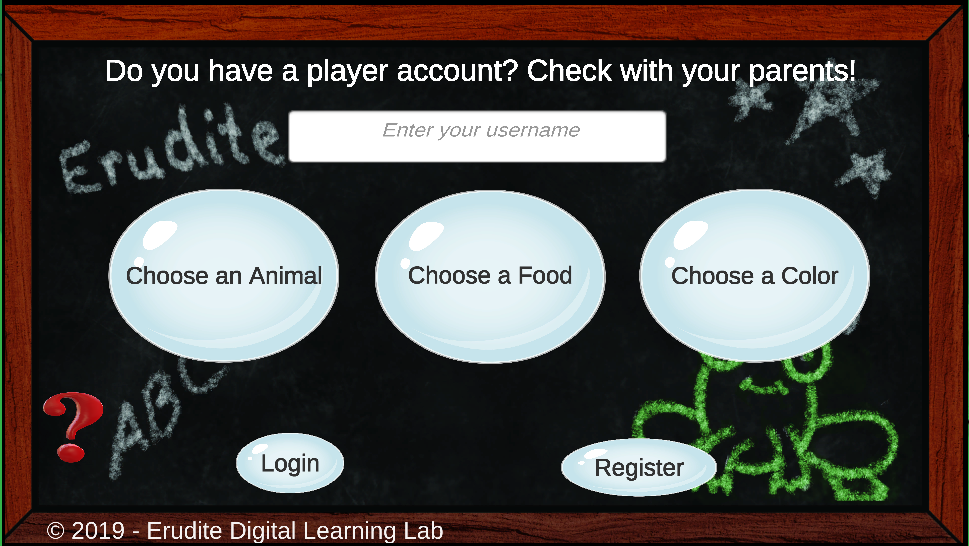 Do you have a player account? Check with your parents!
Erudite
Enter your username
Choose an Animal
Choose a Food
Choose a Color
ABC
?
Login
Register
© 2019 - Erudite Digital Learning Lab